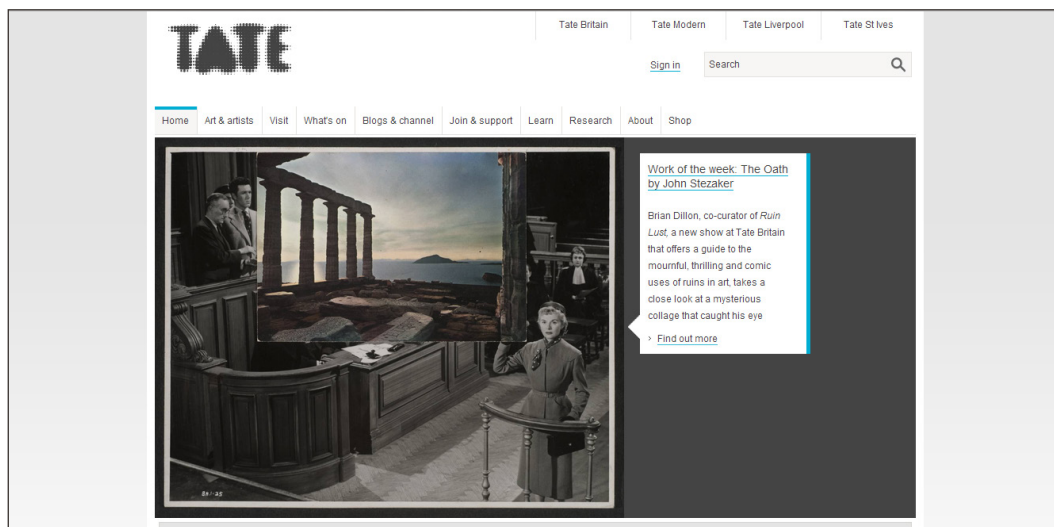 TATE
Tate Britain
Tate Modern
Tate Liverpool
Tate St Ives
Sign in
Search
Home
Art & artists
Visit
What's on
Blogs & channel
Join & support
Learn
Research
About
Shop
Work of the week: The Oath
by John Stezaker
Brian Dillon, co-curator of Ruin
Lust, a new show at Tate Britain
that offers a guide to the
mournful, thrilling and comic
uses of ruins in art, takes a
close look at a mysterious
collage that caught his eye
› Find out more